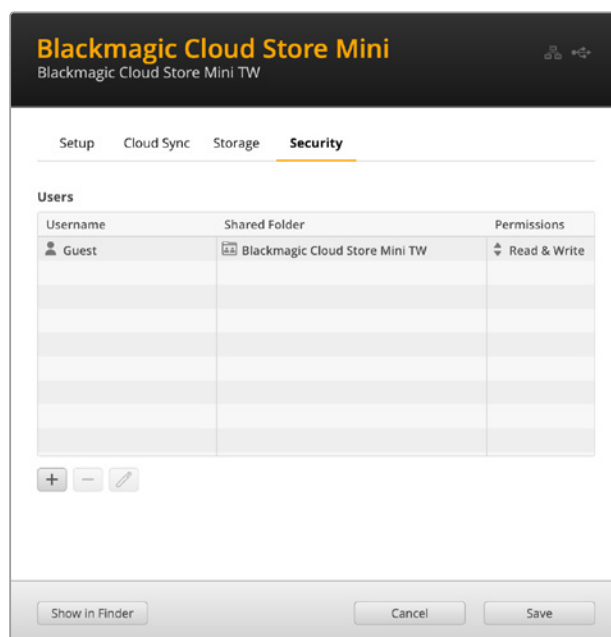 Blackmagic Cloud Store Mini
Blackmagic Cloud Store Mini TW
Setup Cloud Sync Storage Security
Users
Username Shared Folder Permissions
Guest Blackmagic Cloud Store Mini TW Read & Write
Show in Finder Cancel Save